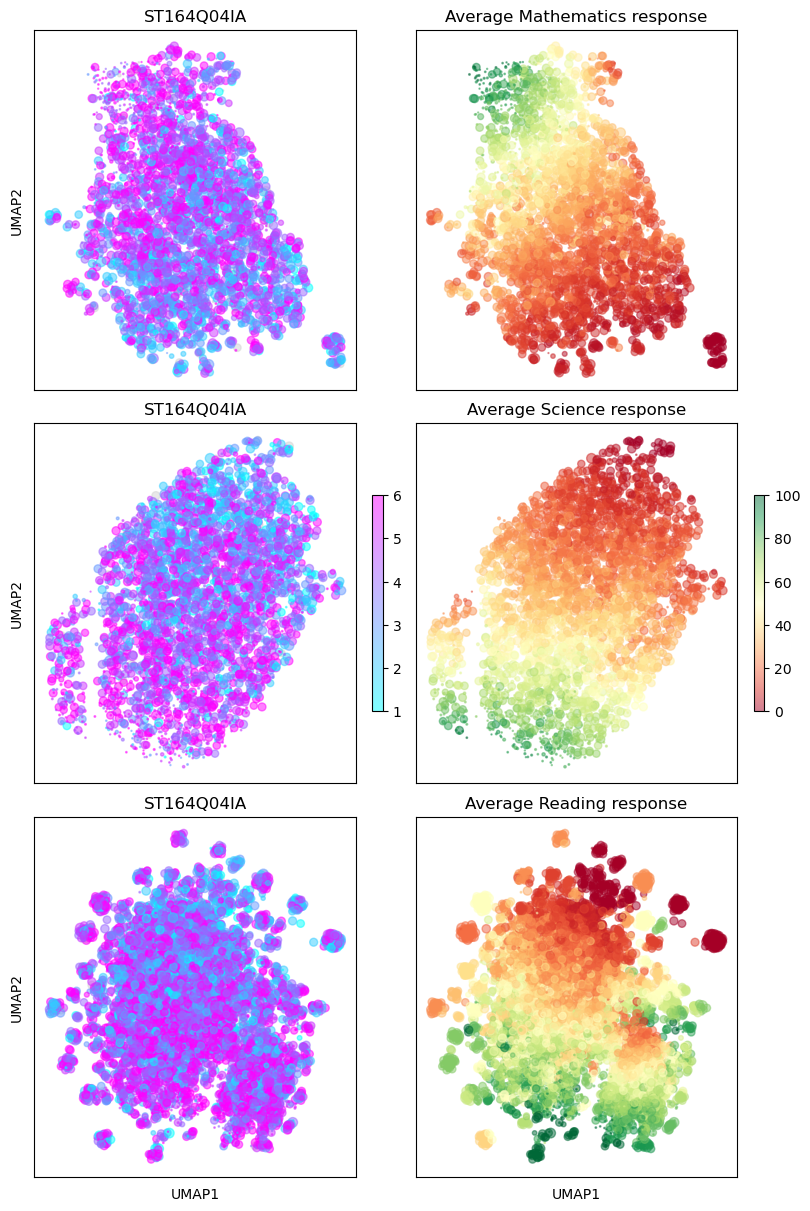 ST164Q04IA
Average Mathematics response
UMAP2
ST164Q04IA
Average Science response
UMAP2
6
5
4
3
2
1
100
80
60
40
20
0
ST164Q04IA
Average Reading response
UMAP2
UMAP1
UMAP1